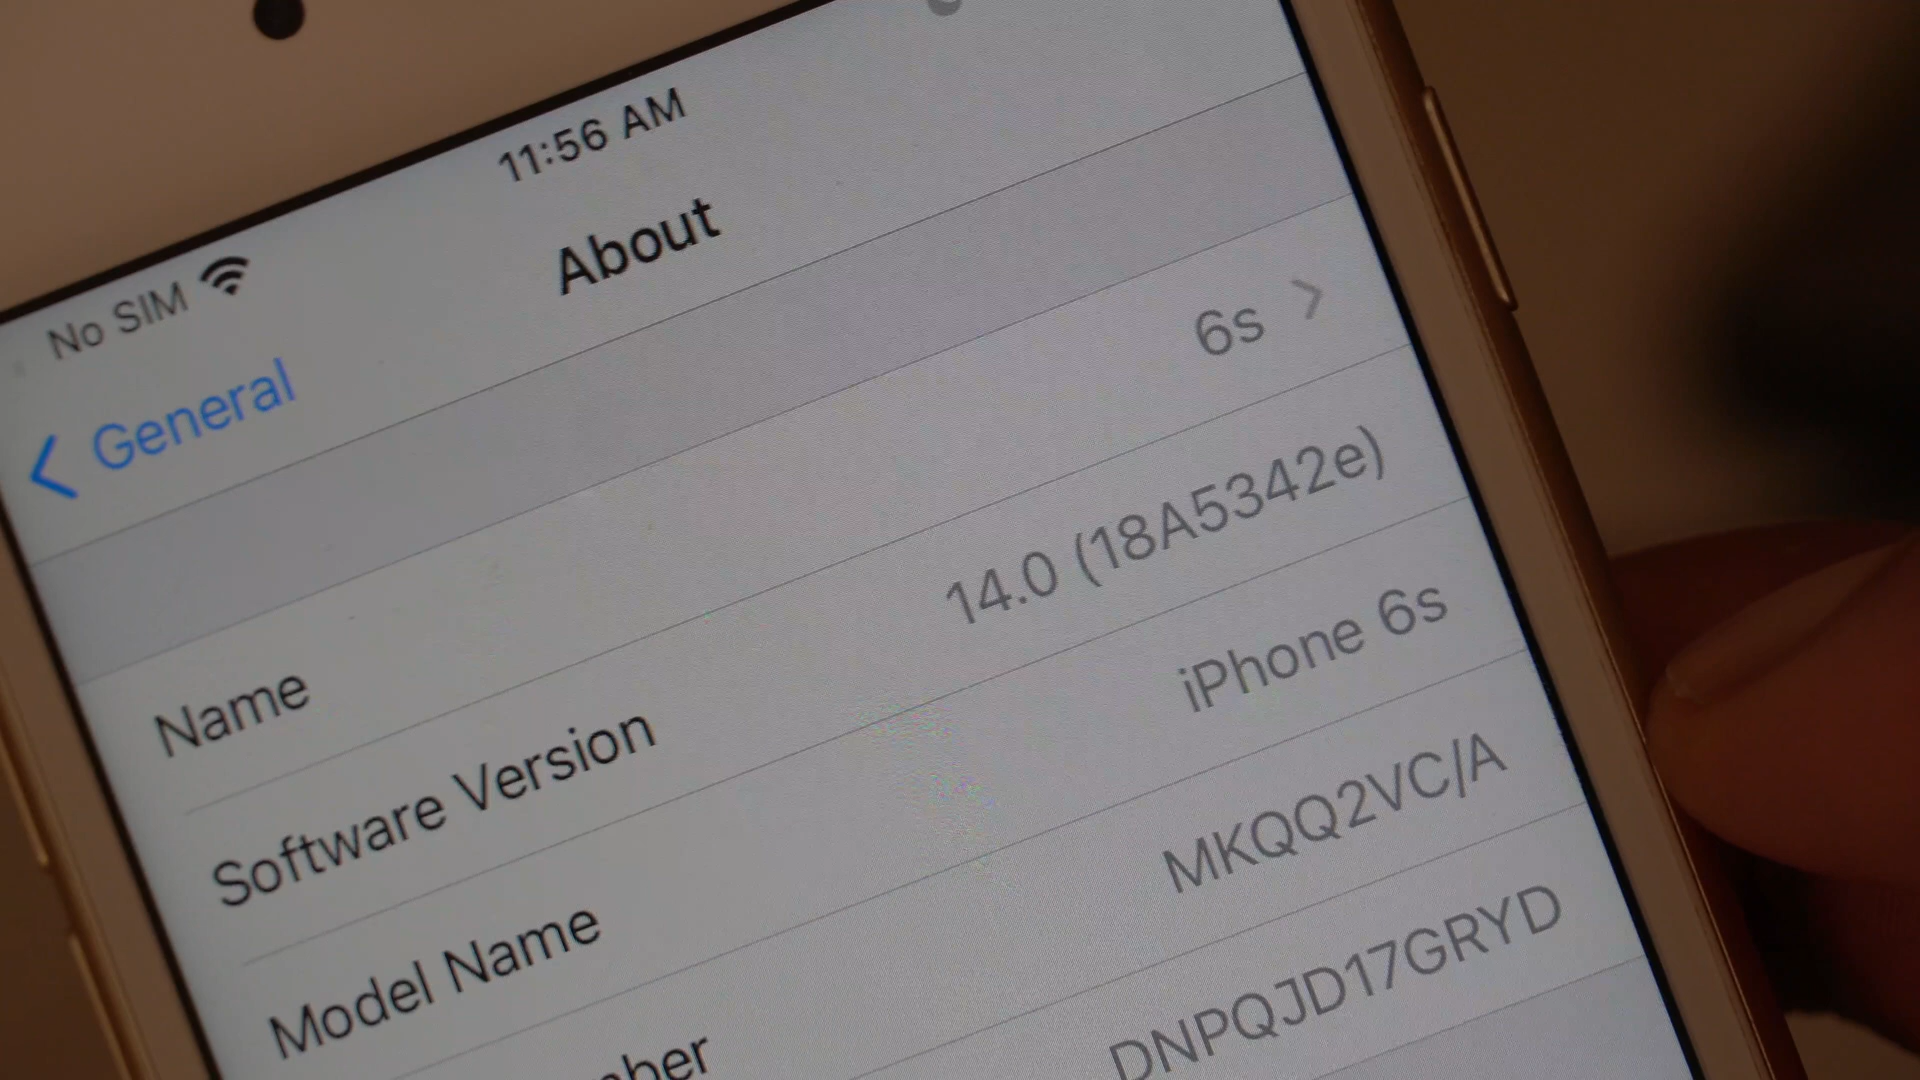 No SIM 11:56 AM
General About
Name 6s
Software Version 14.0 (18A5342e)
Model Name iPhone 6s
MKQQ2VC/A
DNPQJD17GRYD